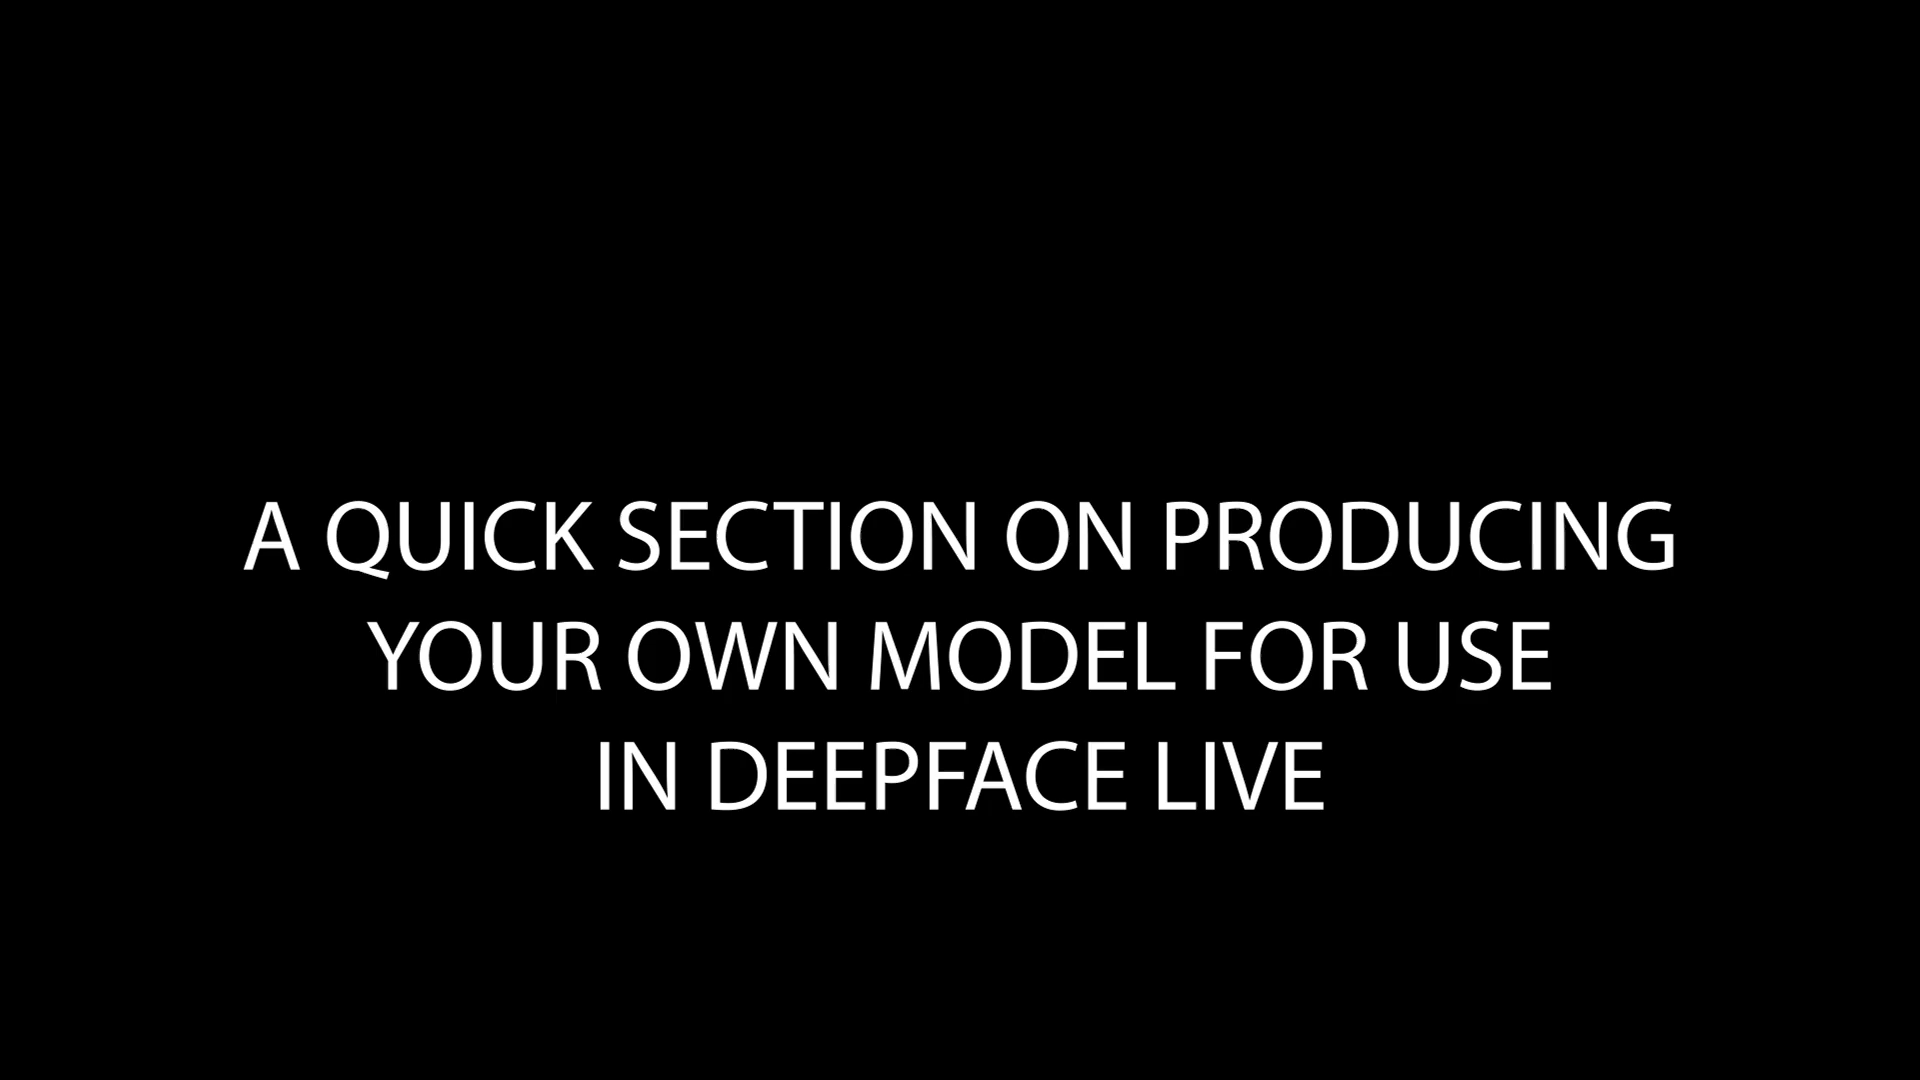 A QUICK SECTION ON PRODUCING
YOUR OWN MODEL FOR USE
IN DEEPFACE LIVE